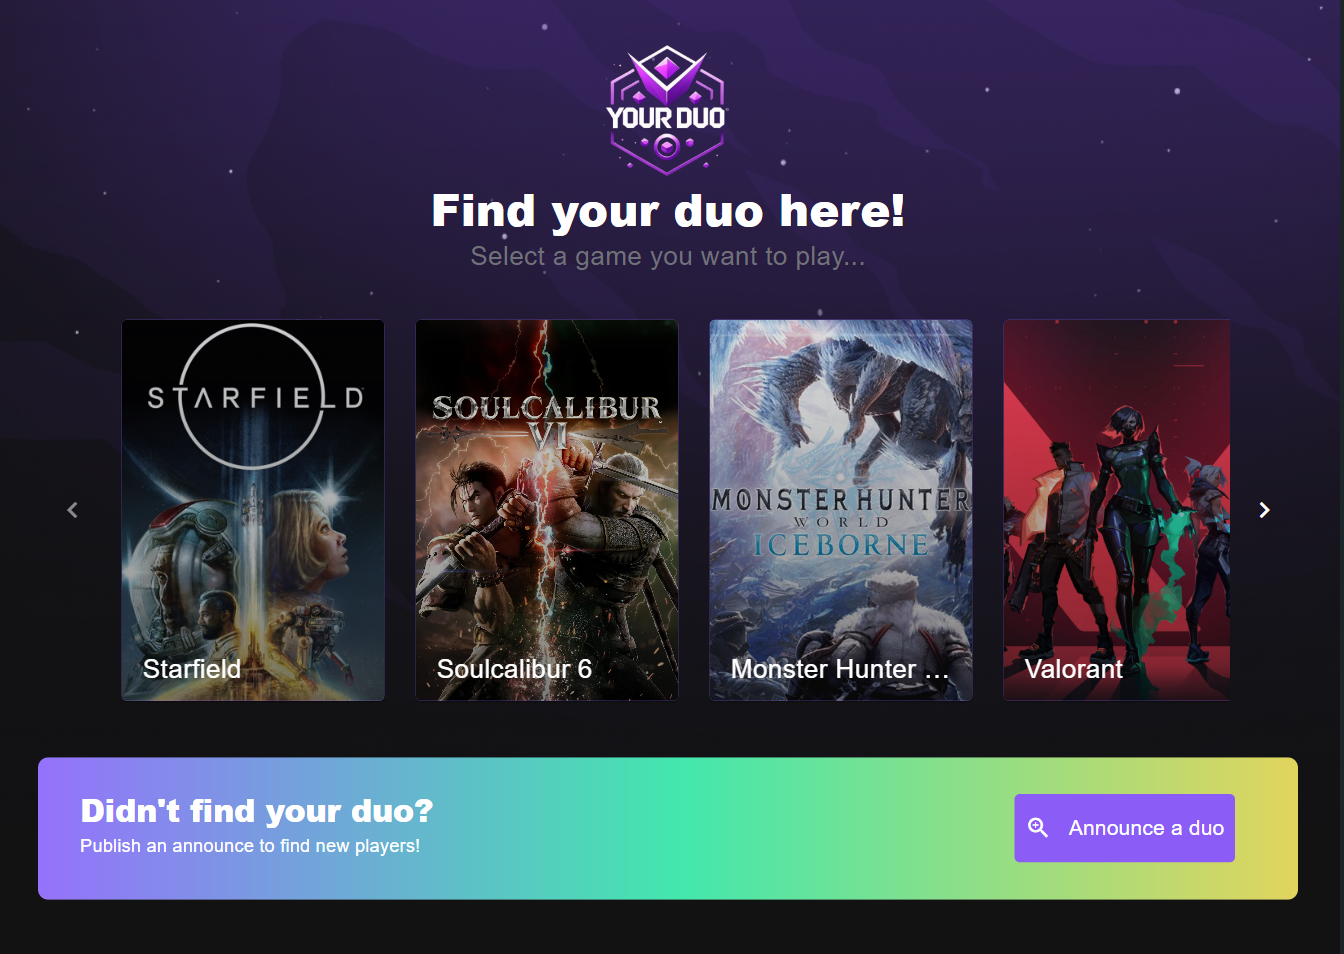 YOUR DUO
Find your duo here!
Select a game you want to play...
STARFIELD
Starfield
SOULCALIBUR
VI
Soulcalibur 6
MONSTER HUNTER
WORLD
ICEBORNE
Monster Hunter ...
Valorant
Didn't find your duo?
Publish an announce to find new players!
Announce a duo